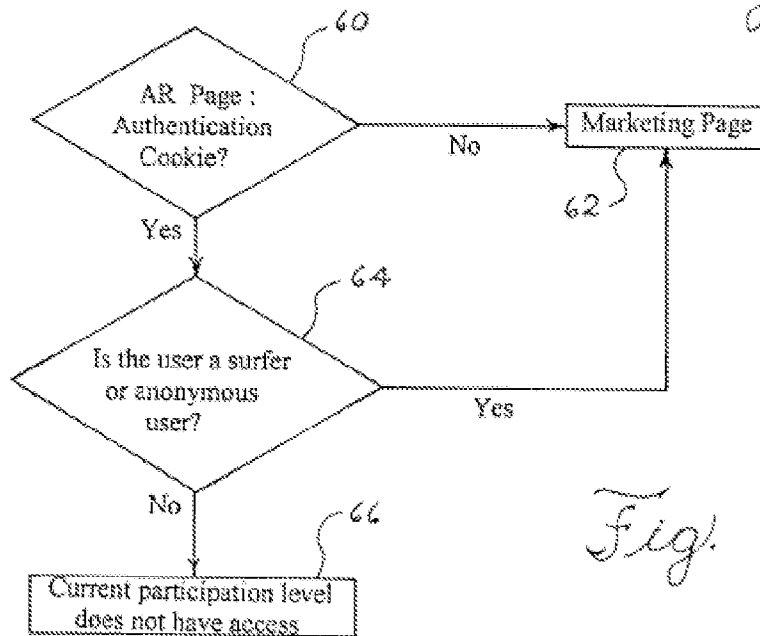 60
AR Page :
Authentication
Cookie?
No
Marketing Page
62
Yes
64
Is the user a surfer
or anonymous
user?
Yes
No
66
Current participation level
does not have access
Fig.